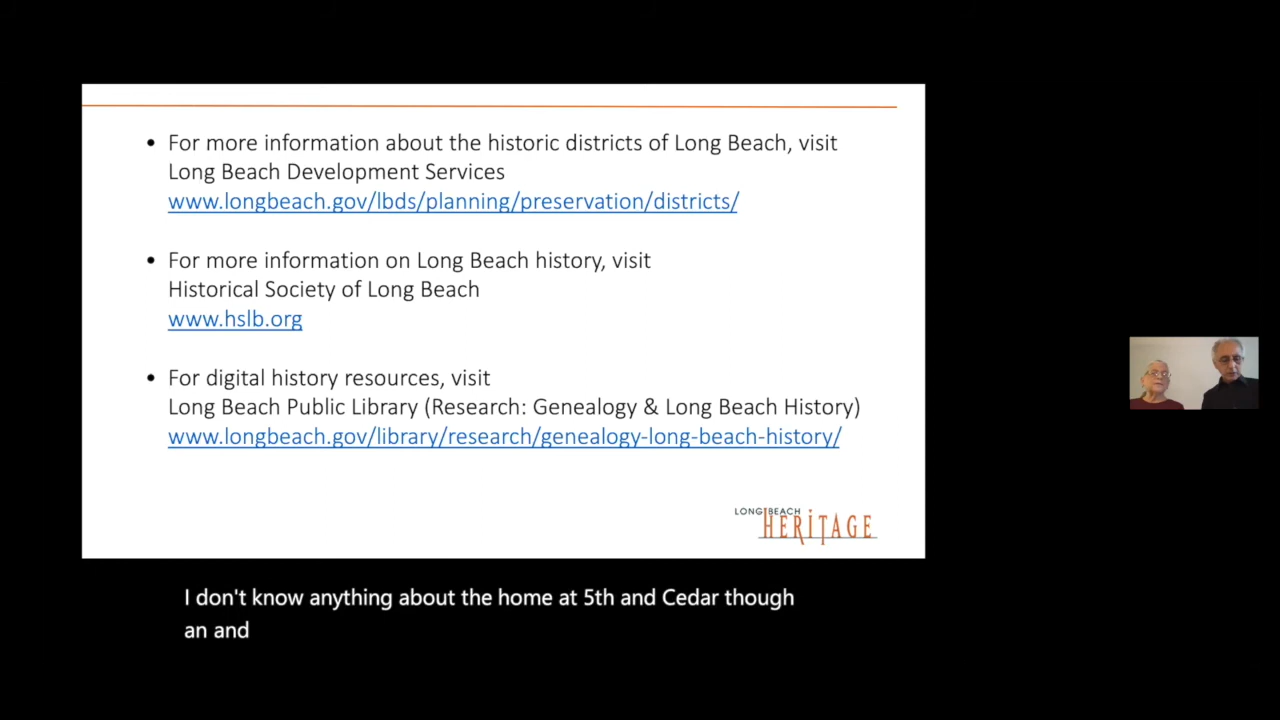 • For more information about the historic districts of Long Beach, visit
Long Beach Development Services
www.longbeach.gov/lbds/planning/preservation/districts/
• For more information on Long Beach history, visit
Historical Society of Long Beach
www.hslb.org
• For digital history resources, visit
Long Beach Public Library (Research: Genealogy & Long Beach History)
www.longbeach.gov/library/research/genealogy-long-beach-history/
LONG BEACH
HERiTAGE
I don't know anything about the home at 5th and Cedar though
an and